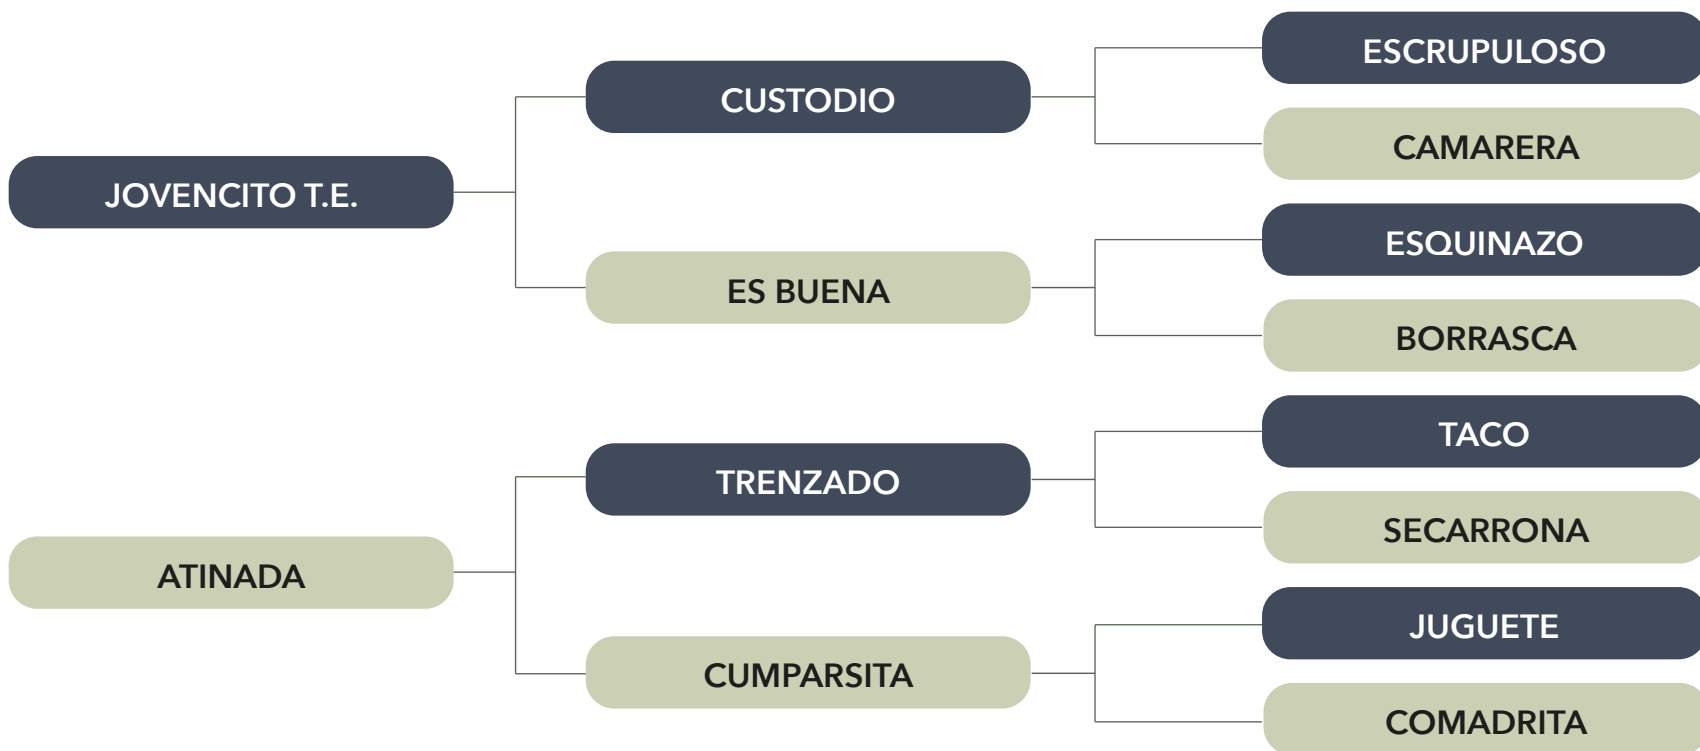 JOVENCITO T.E.
CUSTODIO
ESCRUPULOSO
CAMARERA
ES BUENA
ESQUINAZO
BORRASCA
ATINADA
TRENZADO
TACO
SECARRONA
CUMPARSITA
JUGUETE
COMADRITA